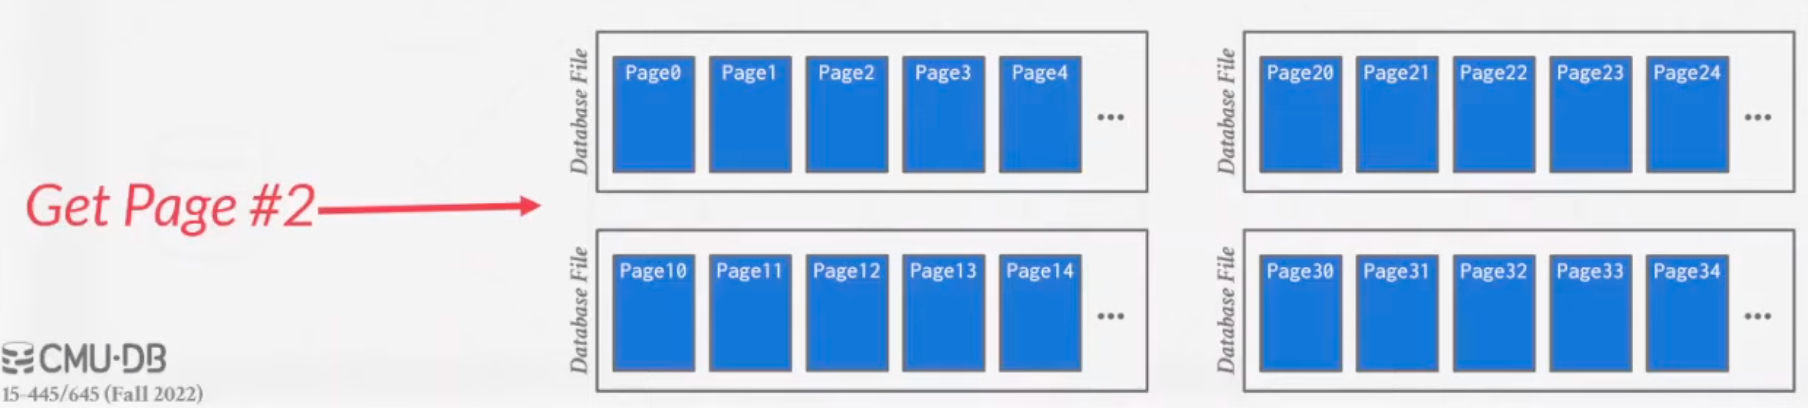 Database File
Page0 Page1 Page2 Page3 Page4 ...
Database File
Page20 Page21 Page22 Page23 Page24 ...
Get Page #2
Database File
Page10 Page11 Page12 Page13 Page14 ...
Database File
Page30 Page31 Page32 Page33 Page34 ...
CMU·DB
15-445/645 (Fall 2022)